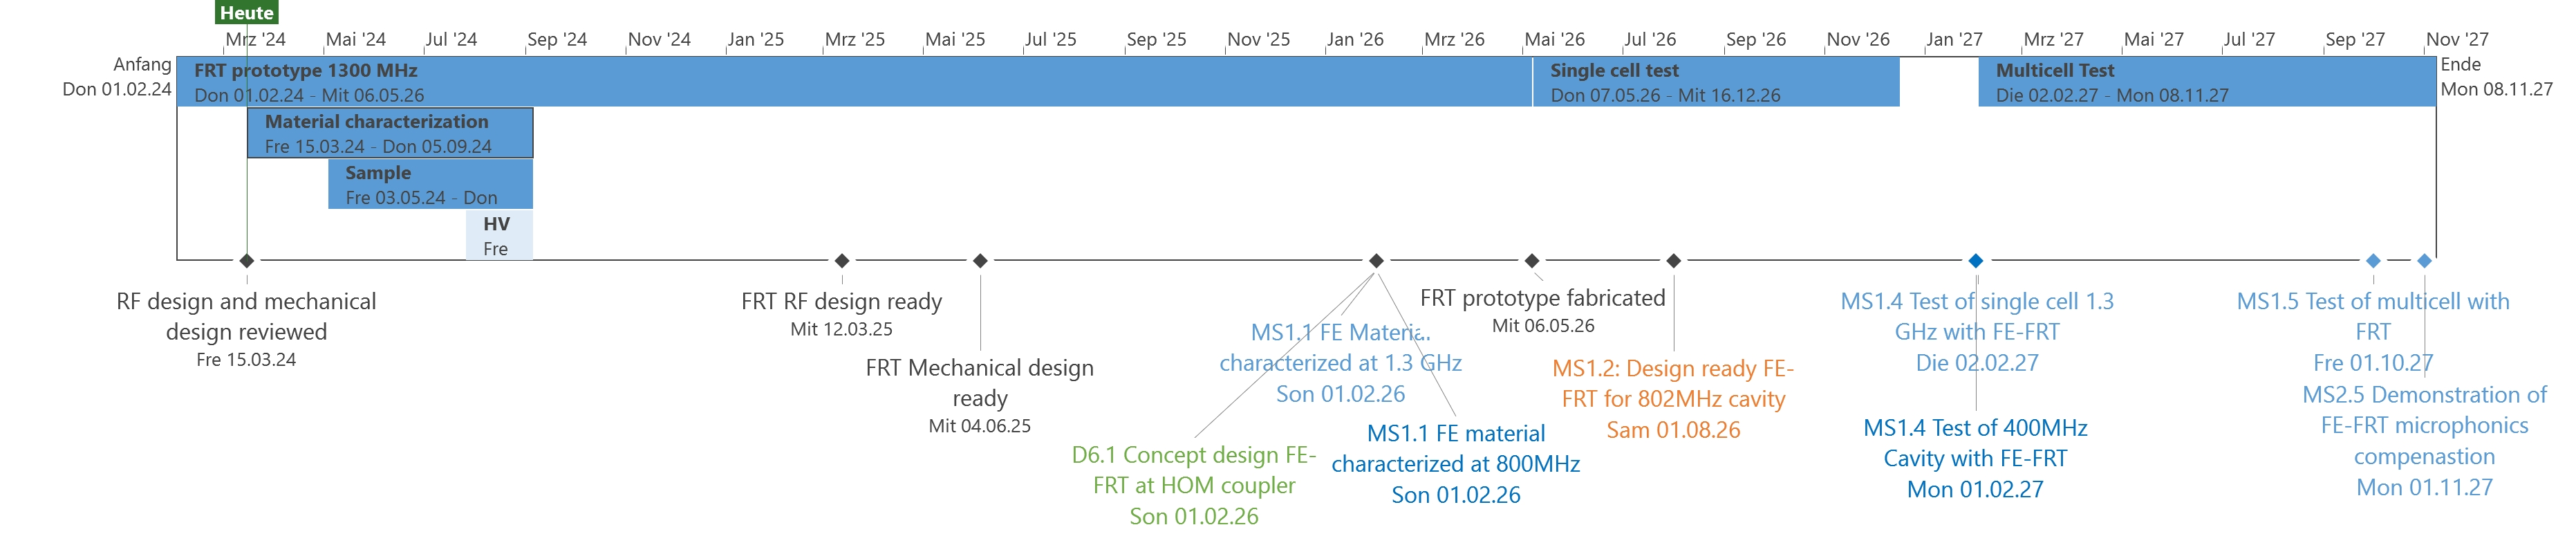 Heute
Mrz '24
Mai '24
Jul '24
Sep '24
Nov '24
Jan '25
Mrz '25
Mai '25
Jul '25
Sep '25
Nov '25
Jan '26
Mrz '26
Mai '26
Jul '26
Sep '26
Nov '26
Jan '27
Mrz '27
Mai '27
Jul '27
Sep '27
Nov '27
Anfang
Don 01.02.24
FRT prototype 1300 MHz
Don 01.02.24 - Mit 06.05.26
Single cell test
Don 07.05.26 - Mit 16.12.26
Multicell Test
Die 02.02.27 - Mon 08.11.27
Ende
Mon 08.11.27
Material characterization
Fre 15.03.24 - Don 05.09.24
Sample
Fre 03.05.24 - Don
HV
Fre
RF design and mechanical
design reviewed
Fre 15.03.24
FRT RF design ready
Mit 12.03.25
FRT Mechanical design
ready
Mit 04.06.25
D6.1 Concept design FE-
FRT at HOM coupler
Son 01.02.26
MS1.1 FE Material
characterized at 1.3 GHz
Son 01.02.26
MS1.1 FE material
characterized at 800MHz
Son 01.02.26
FRT prototype fabricated
Mit 06.05.26
MS1.2: Design ready FE-
FRT for 802MHz cavity
Sam 01.08.26
MS1.4 Test of single cell 1.3
GHz with FE-FRT
Die 02.02.27
MS1.4 Test of 400MHz
Cavity with FE-FRT
Mon 01.02.27
MS1.5 Test of multicell with
FRT
Fre 01.10.27
MS2.5 Demonstration of
FE-FRT microphonics
compenastion
Mon 01.11.27